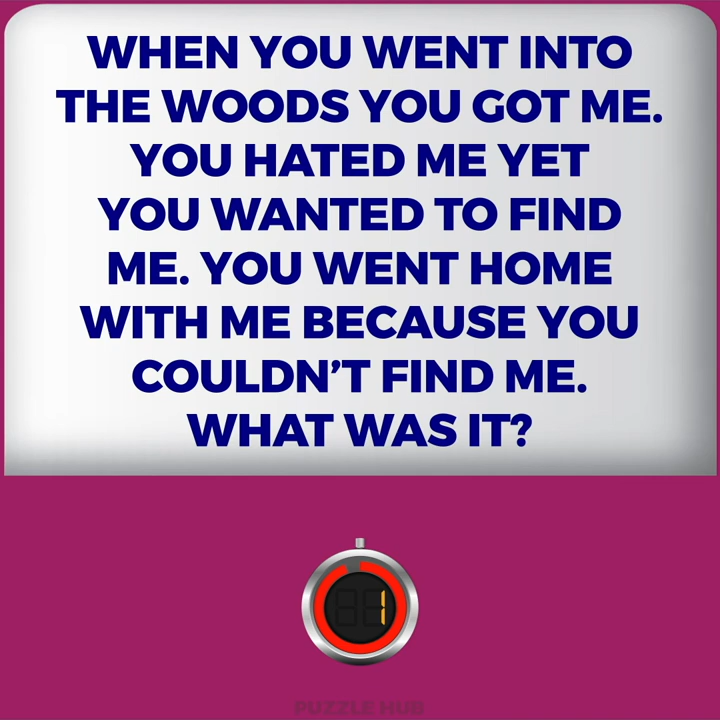 WHEN YOU WENT INTO
THE WOODS YOU GOT ME.
YOU HATED ME YET
YOU WANTED TO FIND
ME. YOU WENT HOME
WITH ME BECAUSE YOU
COULDN’T FIND ME.
WHAT WAS IT?
1
PUZZLE HUB